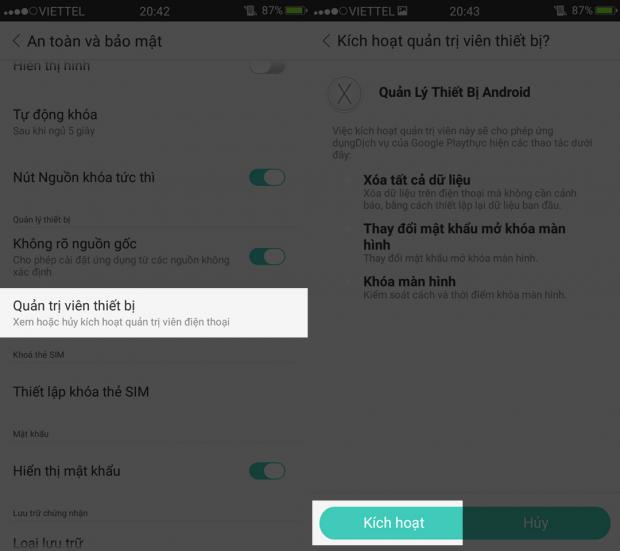 VIETTEL 20:42 87%
An toàn và bảo mật
Hiển thị hình
Tự động khóa
Sau khi ngủ 5 giây
Nút Nguồn khóa tức thì
Quản lý thiết bị
Không rõ nguồn gốc
Cho phép cài đặt ứng dụng từ các nguồn không
xác định
Quản trị viên thiết bị
Xem hoặc hủy kích hoạt quản trị viên điện thoại
Khoá thẻ SIM
Thiết lập khóa thẻ SIM
Mật khẩu
Hiển thị mật khẩu
Lưu trữ chứng nhận
Loại lưu trữ
VIETTEL 20:43 87%
Kích hoạt quản trị viên thiết bị?
Quản Lý Thiết Bị Android
Việc kích hoạt quản trị viên này sẽ cho phép ứng
dụngDịch vụ của Google Playthực hiện các thao tác dưới
đây:
Xóa tất cả dữ liệu
Xóa dữ liệu trên điện thoại mà không cần cảnh
báo, bằng cách thiết lập lại dữ liệu ban đầu.
Thay đổi mật khẩu mở khóa màn
hình
Thay đổi mật khẩu mở khóa màn hình.
Khóa màn hình
Kiểm soát cách và thời điểm khóa màn hình.
Kích hoạt
Hủy